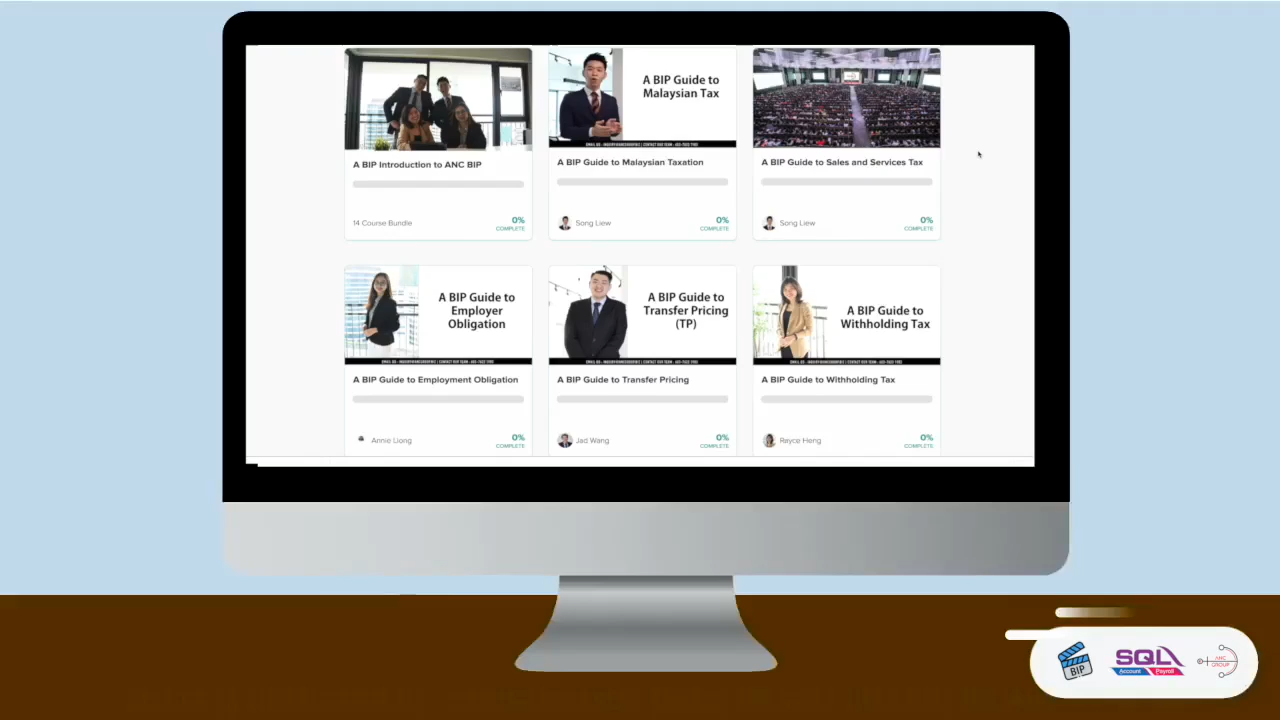 A BIP Introduction to ANC BIP
14 Course Bundle
0%
COMPLETE
A BIP Guide to
Malaysian Tax
A BIP Guide to Malaysian Taxation
Song Liew
0%
COMPLETE
A BIP Guide to Sales and Services Tax
Song Liew
0%
COMPLETE
A BIP Guide to
Employer
Obligation
A BIP Guide to Employment Obligation
Annie Liong
0%
COMPLETE
A BIP Guide to
Transfer Pricing
(TP)
A BIP Guide to Transfer Pricing
Jad Wang
0%
COMPLETE
A BIP Guide to
Withholding Tax
A BIP Guide to Withholding Tax
Rayce Heng
0%
COMPLETE
BIP
SQL
Account Payroll
ANC
GROUP